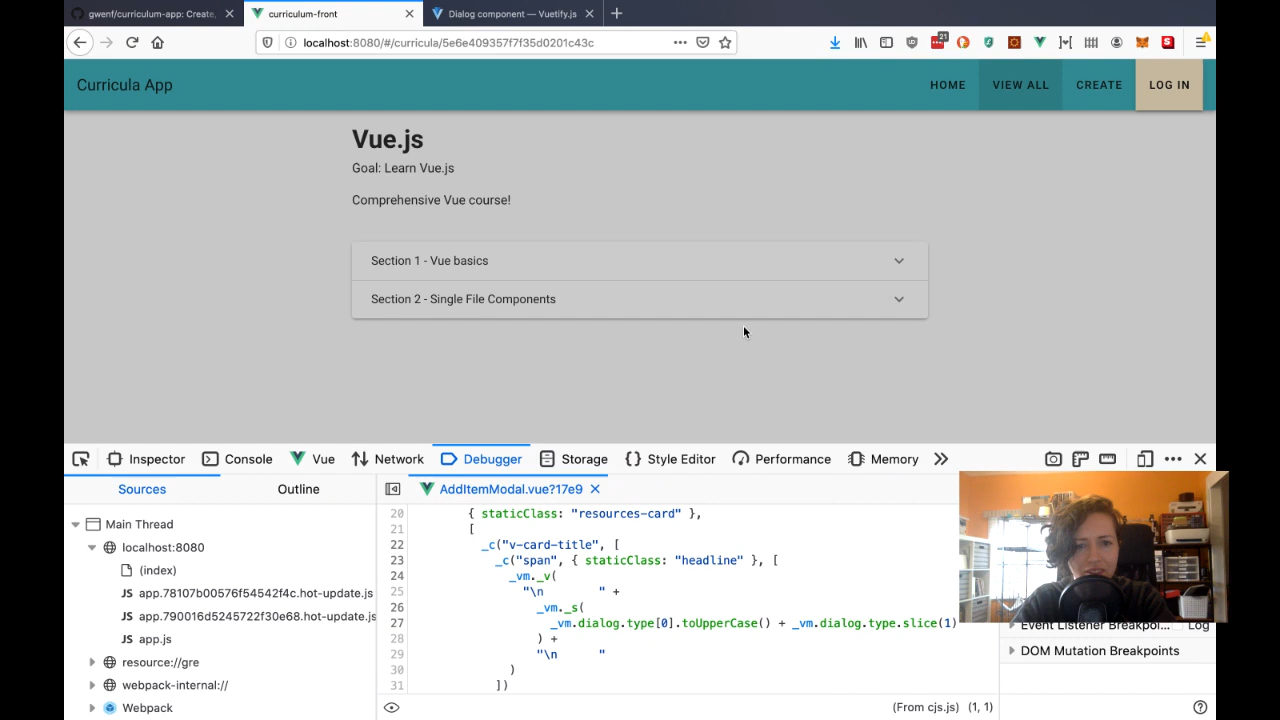 gwenf/curriculum-app: Create,
curriculum-front
Dialog component — Vuetify.js
localhost:8080/#/curricula/5e6e409357f7f35d0201c43c
21
Curricula App
HOME
VIEW ALL
CREATE
LOG IN
Vue.js
Goal: Learn Vue.js
Comprehensive Vue course!
Section 1 - Vue basics
Section 2 - Single File Components
Inspector
Console
Vue
Network
Debugger
Storage
Style Editor
Performance
Memory
Sources
Outline
AddItemModal.vue?17e9
Main Thread
localhost:8080
(index)
JS app.78107b00576f54542f4c.hot-update.js
JS app.790016d5245722f30e68.hot-update.js
JS app.js
resource://gre
webpack-internal://
Webpack
20 { staticClass: "resources-card" },
21 [
22 _c("v-card-title", [
23 _c("span", { staticClass: "headline" }, [
24 _vm._v(
25 "\n " +
26 _vm._s(
27 _vm.dialog.type[0].toUpperCase() + _vm.dialog.type.slice(1)
28 ) +
29 "\n "
30 )
31 ])
Event Listener Breakpoi... Log
DOM Mutation Breakpoints
(From cjs.js) (1, 1)